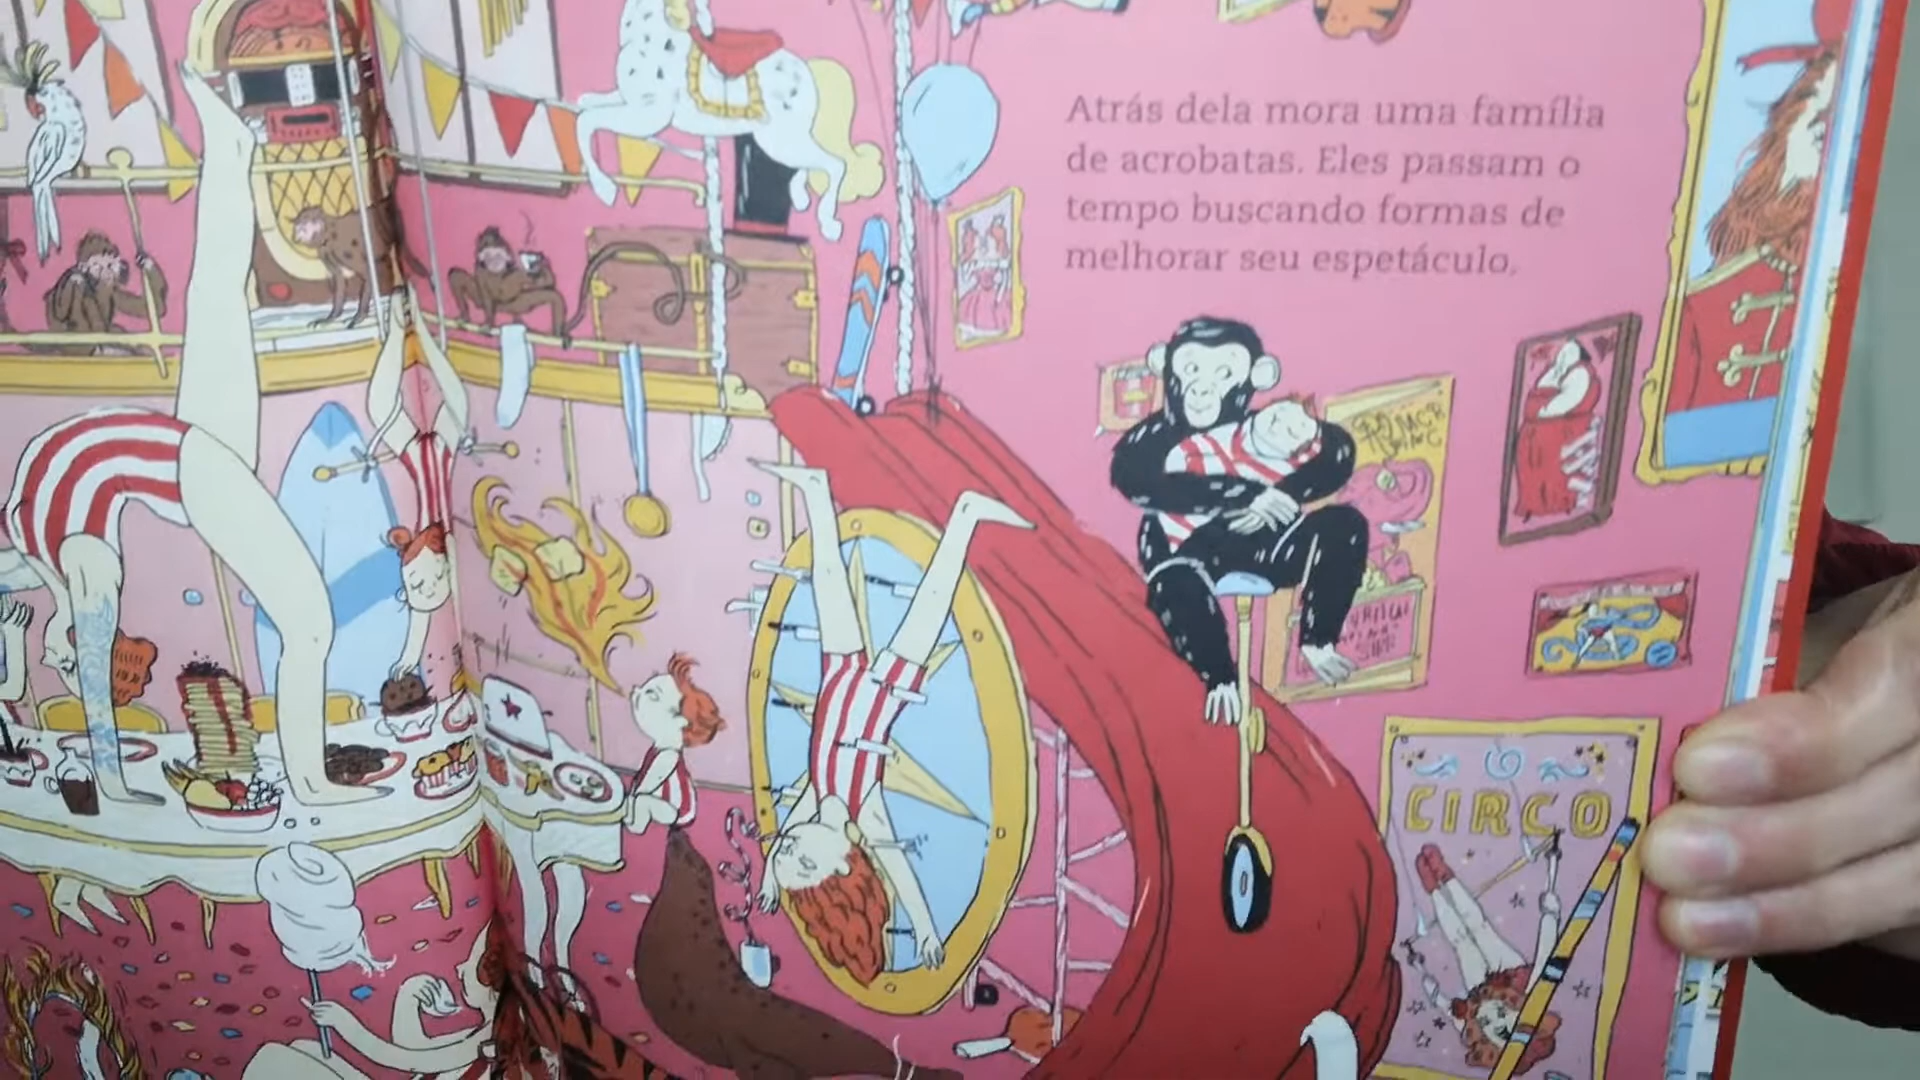 Atrás dela mora uma família
de acrobatas. Eles passam o
tempo buscando formas de
melhorar seu espetáculo.
CIRCO